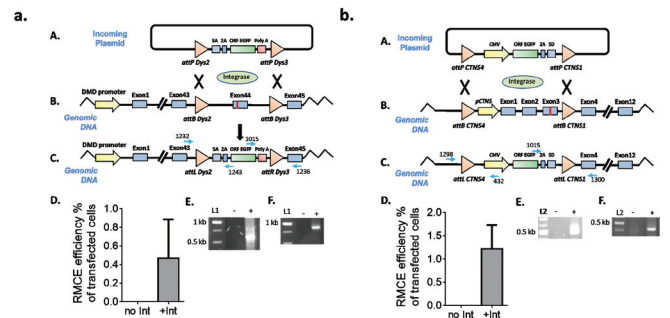 a.
A.
Incoming
Plasmid
SA 2A ORF EGFP Poly A
attP Dys2 attP Dys3
Integrase
B.
Genomic
DNA
DMD promoter Exon1 Exon43 Exon44 Exon45
attB Dys2 attB Dys3
1232 1015
C.
Genomic
DNA
DMD promoter Exon1 Exon43 SA 2A ORF EGFP Poly A Exon45
attL Dys2 attR Dys3
1243 1236
D.
RMCE efficiency %
of transfected cells
1.0
0.8
0.6
0.4
0.2
0.0
no Int +Int
E.
L1 - +
1 kb
0.5 kb
F.
L1 - +
1 kb
b.
A.
Incoming
Plasmid
CMV ORF EGFP 2A SD
attP CTNS4 attP CTNS1
Integrase
B.
Genomic
DNA
pCTNS Exon1 Exon2 Exon3 Exon4 Exon12
attB CTNS4 attB CTNS1
1298 1015
C.
Genomic
DNA
CMV ORF EGFP 2A SD Exon4 Exon12
attL CTNS4 attL CTNS1
432 1300
D.
RMCE efficiency %
of transfected cells
2.0
1.5
1.0
0.5
0.0
no Int +Int
E.
L2 - +
0.5 kb
F.
L2 - +
0.5 kb